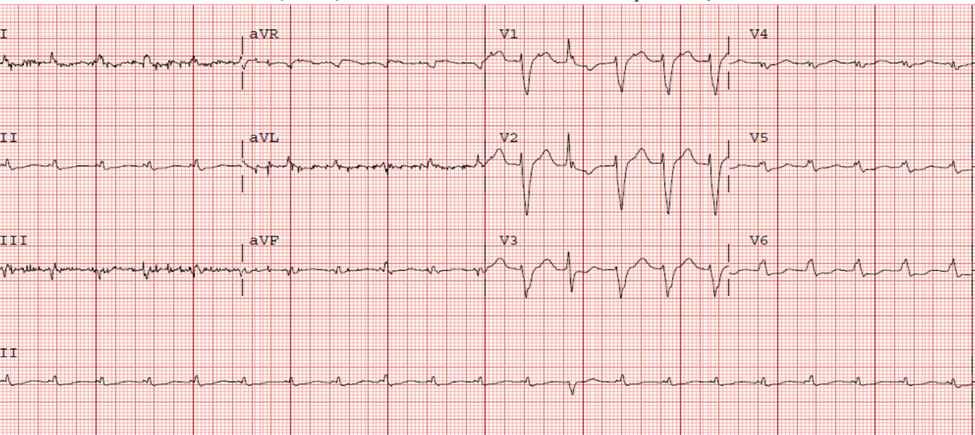 I aVR V1 V4
II aVL V2 V5
III aVF V3 V6
II